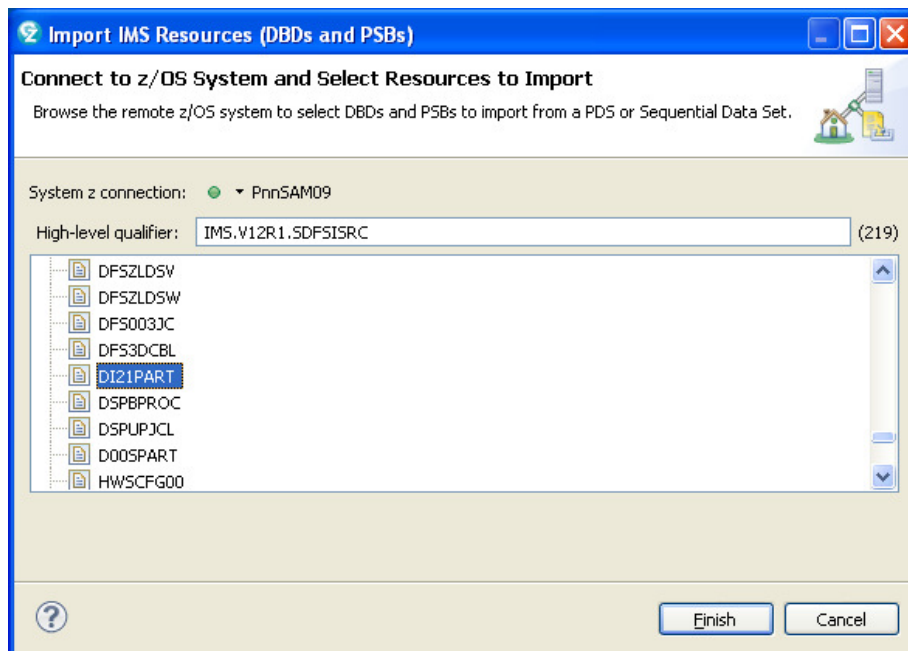 Import IMS Resources (DBDs and PSBs)
Connect to z/OS System and Select Resources to Import
Browse the remote z/OS system to select DBDs and PSBs to import from a PDS or Sequential Data Set.
System z connection: PnnSAM09
High-level qualifier: IMS.V12R1.SDFSISRC (219)
DFSZLDSV
DFSZLDSW
DFS003JC
DFS3DCBL
DI21PART
DSPBPROC
DSPUPJCL
D00SPART
HWSCFG00
? Finish Cancel